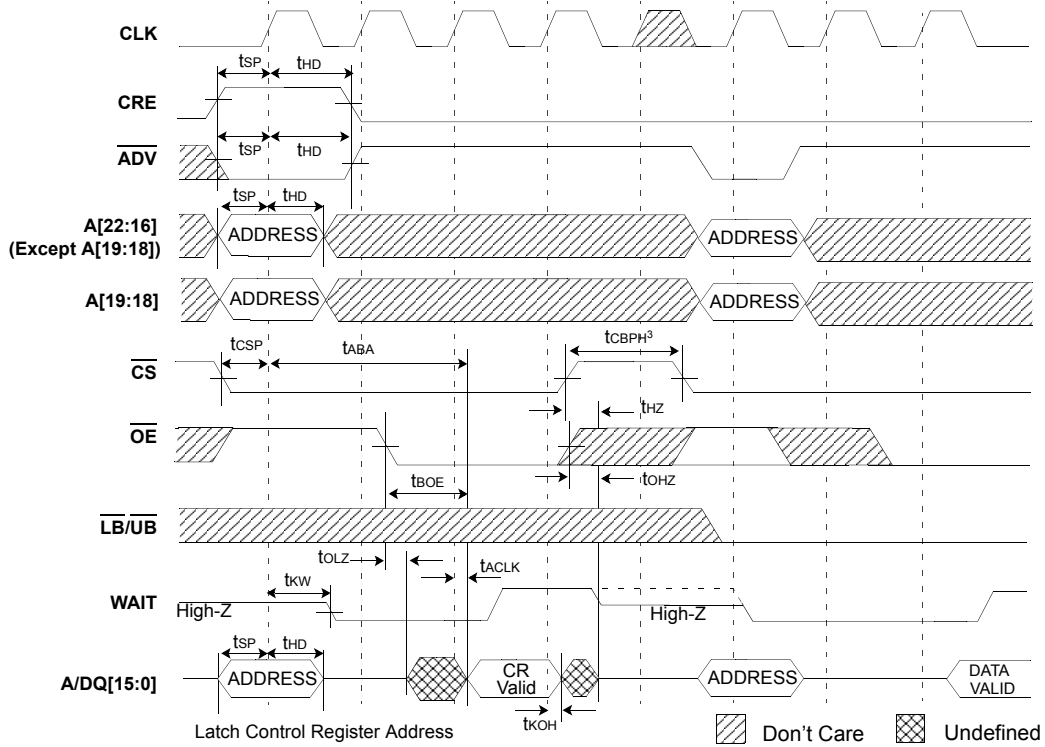 CLK
tSP tHD
CRE
tSP tHD
ADV
tSP tHD
A[22:16]
(Except A[19:18])
ADDRESS ADDRESS
A[19:18]
ADDRESS ADDRESS
tCSP tABA tCBPH³
CS
tHZ
OE
tBOE tOHZ
LB/UB
tOLZ tACLK
tKW
WAIT
High-Z High-Z
tSP tHD
A/DQ[15:0]
ADDRESS CR Valid ADDRESS DATA VALID
tKOH
Latch Control Register Address Don't Care Undefined